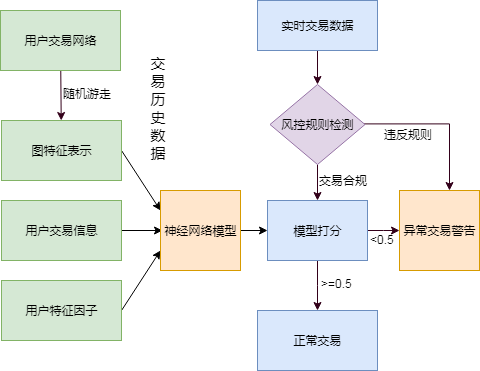 用户交易网络
随机游走
图特征表示
用户交易信息
用户特征因子
交易历史数据
神经网络模型
实时交易数据
风控规则检测
违反规则
交易合规
模型打分
<0.5
异常交易警告
>=0.5
正常交易